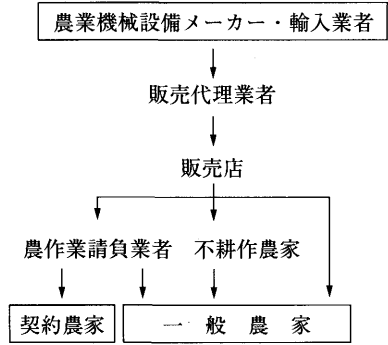 農業機械設備メーカー・輸入業者
販売代理業者
販売店
農作業請負業者 不耕作農家
契約農家 一般農家